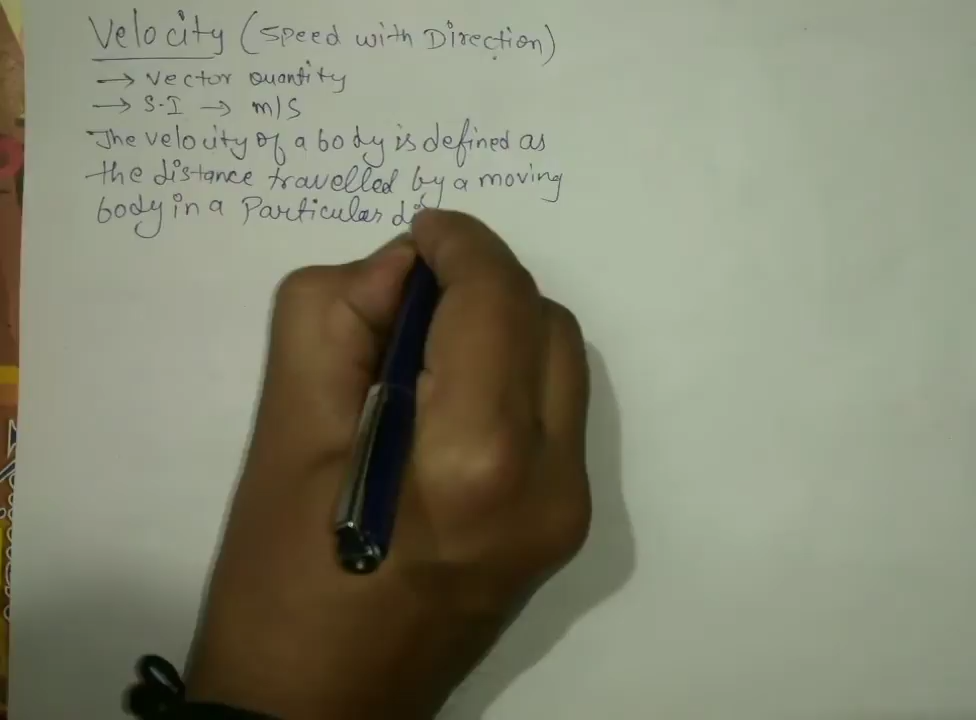 Velocity (Speed with Direction)
→ Vector Quantity
→ S.I → m/s
The velocity of a body is defined as
the distance travelled by a moving
body in a Particular di